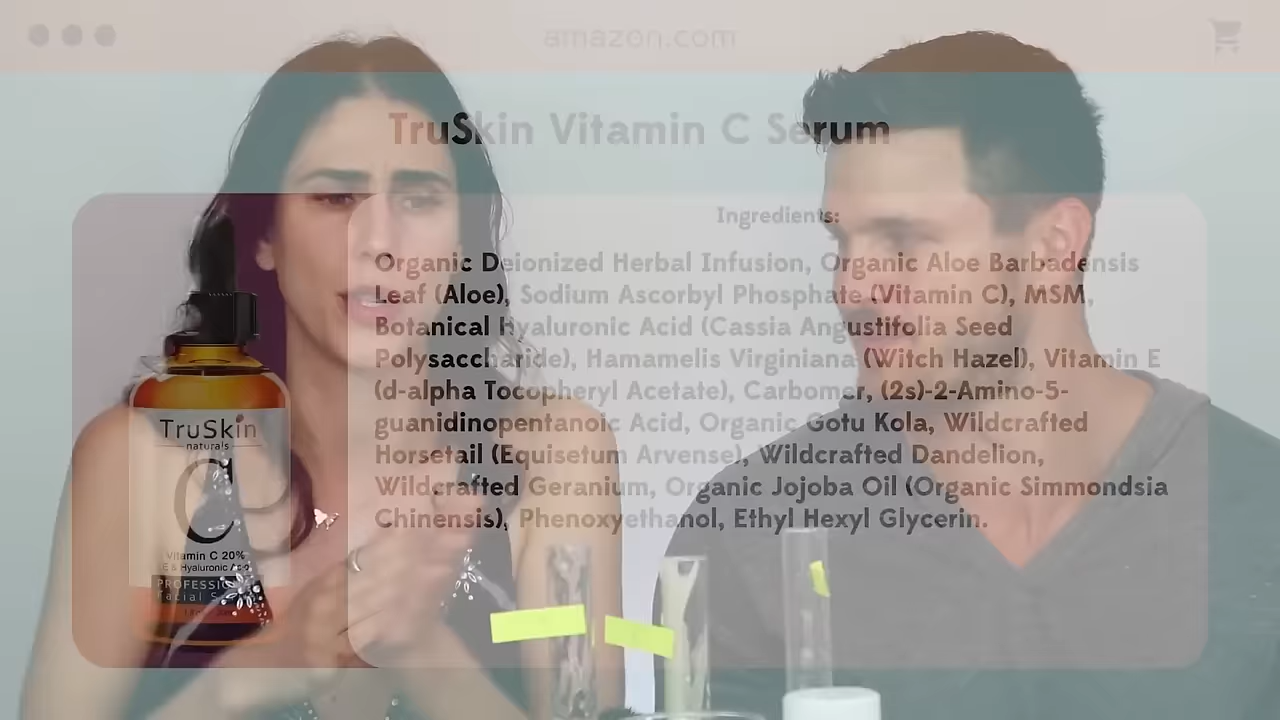 amazon.com
TruSkin Vitamin C Serum
Ingredients:
Organic Deionized Herbal Infusion, Organic Aloe Barbadensis
Leaf (Aloe), Sodium Ascorbyl Phosphate (Vitamin C), MSM,
Botanical Hyaluronic Acid (Cassia Angustifolia Seed
Polysaccharide), Hamamelis Virginiana (Witch Hazel), Vitamin E
(d-alpha Tocopheryl Acetate), Carbomer, (2s)-2-Amino-5-
guanidinopentanoic Acid, Organic Gotu Kola, Wildcrafted
Horsetail (Equisetum Arvense), Wildcrafted Dandelion,
Wildcrafted Geranium, Organic Jojoba Oil (Organic Simmondsia
Chinensis), Phenoxyethanol, Ethyl Hexyl Glycerin.
TruSkin
naturals
C
Vitamin C 20%
E & Hyaluronic
Facial